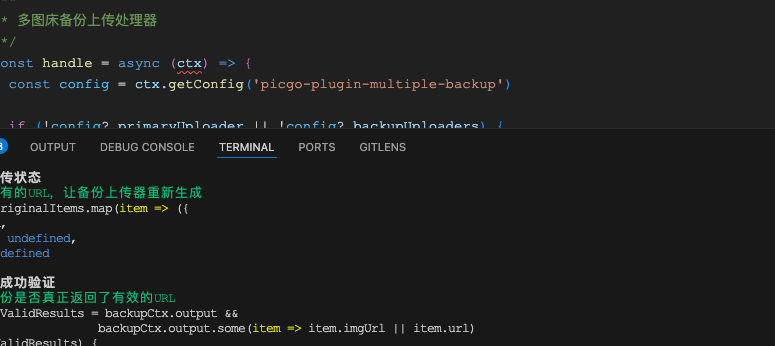 * 多图床备份上传处理器
*/
onst handle = async (ctx) => {
const config = ctx.getConfig('picgo-plugin-multiple-backup')
if (!config?.primaryUploader || !config?.backupUploaders) {
OUTPUT DEBUG CONSOLE TERMINAL PORTS GITLENS
传状态
有的URL，让备份上传器重新生成
riginalItems.map(item => ({
,
undefined,
defined
成功验证
份是否真正返回了有效的URL
ValidResults = backupCtx.output &&
backupCtx.output.some(item => item.imgUrl || item.url)
alidResults) {